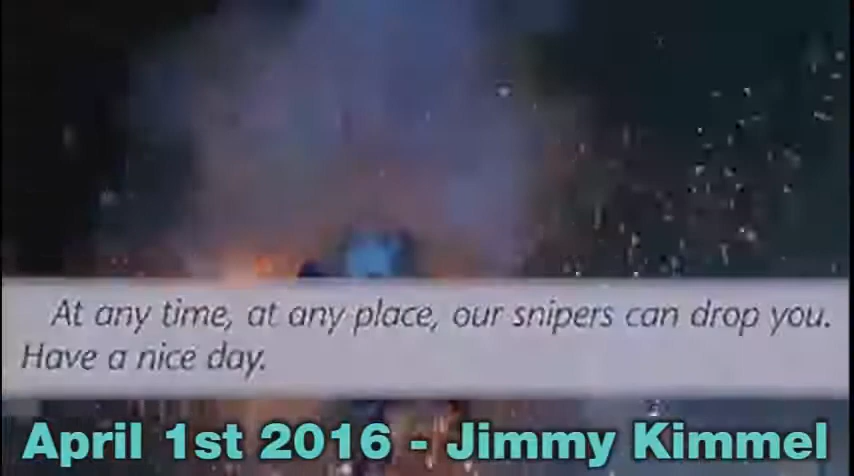 At any time, at any place, our snipers can drop you.
Have a nice day.
April 1st 2016 - Jimmy Kimmel